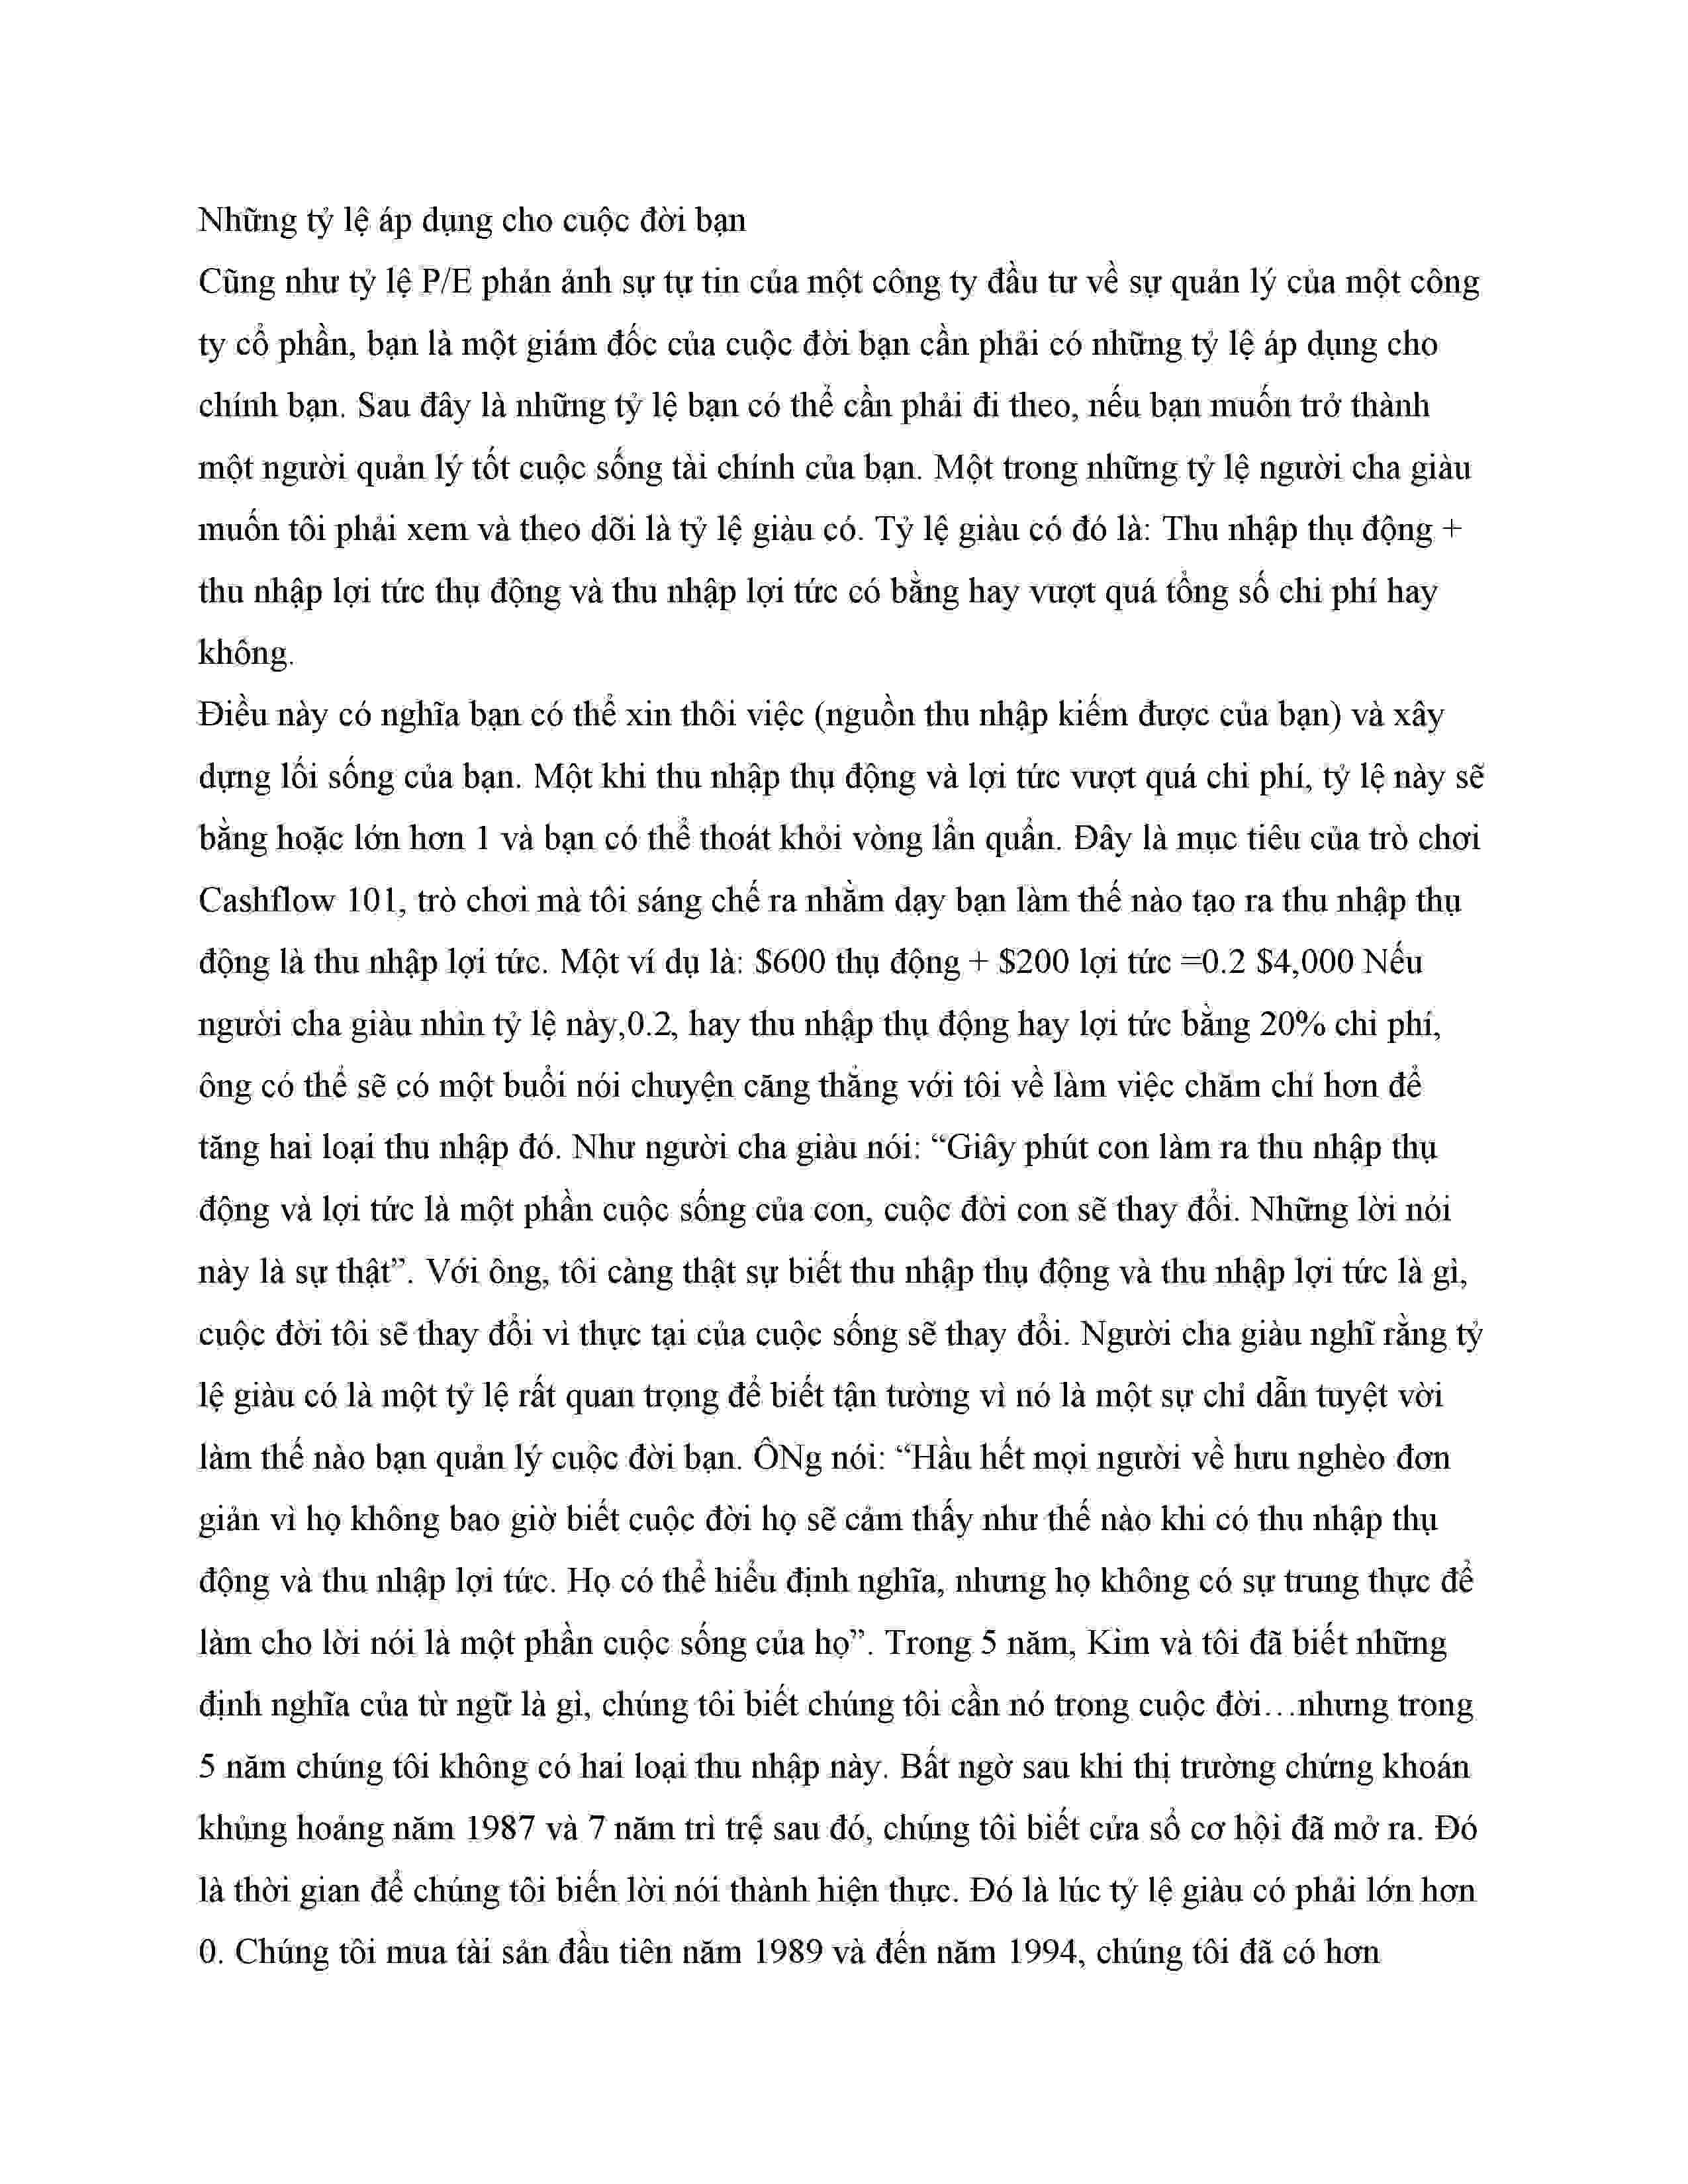 Những tỷ lệ áp dụng cho cuộc đời bạn
Cũng như tỷ lệ P/E phản ảnh sự tự tin của một công ty đầu tư về sự quản lý của một công
ty cổ phần, bạn là một giám đốc của cuộc đời bạn cần phải có những tỷ lệ áp dụng cho
chính bạn. Sau đây là những tỷ lệ bạn có thể cần phải đi theo, nếu bạn muốn trở thành
một người quản lý tốt cuộc sống tài chính của bạn. Một trong những tỷ lệ người cha giàu
muốn tôi phải xem và theo dõi là tỷ lệ giàu có. Tỷ lệ giàu có đó là: Thu nhập thụ động +
thu nhập lợi tức thụ động và thu nhập lợi tức có bằng hay vượt quá tổng số chi phí hay
không.
Điều này có nghĩa bạn có thể xin thôi việc (nguồn thu nhập kiếm được của bạn) và xây
dựng lối sống của bạn. Một khi thu nhập thụ động và lợi tức vượt quá chi phí, tỷ lệ này sẽ
bằng hoặc lớn hơn 1 và bạn có thể thoát khỏi vòng lẩn quẩn. Đây là mục tiêu của trò chơi
Cashflow 101, trò chơi mà tôi sáng chế ra nhằm dạy bạn làm thế nào tạo ra thu nhập thụ
động là thu nhập lợi tức. Một ví dụ là: $600 thụ động + $200 lợi tức =0.2 $4,000 Nếu
người cha giàu nhìn tỷ lệ này,0.2, hay thu nhập thụ động hay lợi tức bằng 20% chi phí,
ông có thể sẽ có một buổi nói chuyện căng thẳng với tôi về làm việc chăm chỉ hơn để
tăng hai loại thu nhập đó. Như người cha giàu nói: “Giây phút con làm ra thu nhập thụ
động và lợi tức là một phần cuộc sống của con, cuộc đời con sẽ thay đổi. Những lời nói
này là sự thật”. Với ông, tôi càng thật sự biết thu nhập thụ động và thu nhập lợi tức là gì,
cuộc đời tôi sẽ thay đổi vì thực tại của cuộc sống sẽ thay đổi. Người cha giàu nghĩ rằng tỷ
lệ giàu có là một tỷ lệ rất quan trọng để biết tận tường vì nó là một sự chỉ dẫn tuyệt vời
làm thế nào bạn quản lý cuộc đời bạn. ÔNg nói: “Hầu hết mọi người về hưu nghèo đơn
giản vì họ không bao giờ biết cuộc đời họ sẽ cảm thấy như thế nào khi có thu nhập thụ
động và thu nhập lợi tức. Họ có thể hiểu định nghĩa, nhưng họ không có sự trung thực để
làm cho lời nói là một phần cuộc sống của họ”. Trong 5 năm, Kim và tôi đã biết những
định nghĩa của từ ngữ là gì, chúng tôi biết chúng tôi cần nó trong cuộc đời…nhưng trong
5 năm chúng tôi không có hai loại thu nhập này. Bất ngờ sau khi thị trường chứng khoán
khủng hoảng năm 1987 và 7 năm trì trệ sau đó, chúng tôi biết cửa sổ cơ hội đã mở ra. Đó
là thời gian để chúng tôi biến lời nói thành hiện thực. Đó là lúc tỷ lệ giàu có phải lớn hơn
0. Chúng tôi mua tài sản đầu tiên năm 1989 và đến năm 1994, chúng tôi đã có hơn